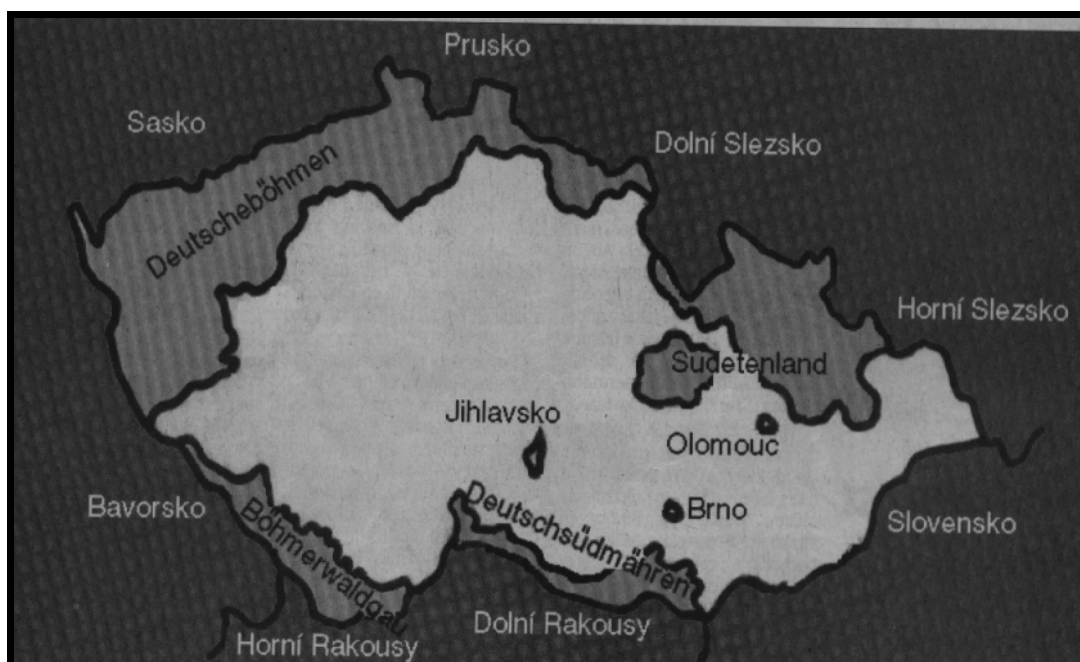 Prusko
Sasko
Dolní Slezsko
Deutscheböhmen
Horní Slezsko
Sudetenland
Jihlavsko
Olomouc
Bavorsko
Böhmerwaldgau
Deutschsüdmähren
Brno
Slovensko
Dolní Rakousy
Horní Rakousy